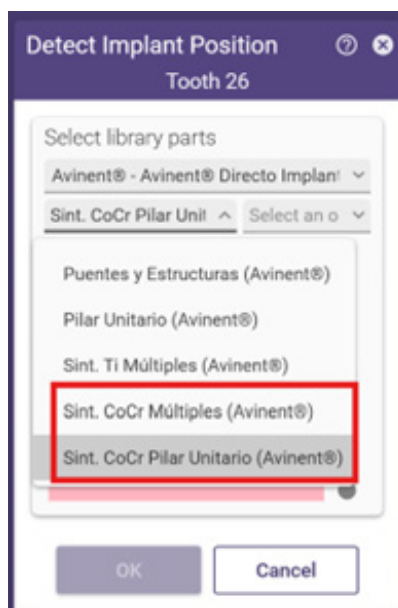 Detect Implant Position
Tooth 26
Select library parts
Avinent® - Avinent® Directo Implant
Sint. CoCr Pilar Unit Select an o
Puentes y Estructuras (Avinent®)
Pilar Unitario (Avinent®)
Sint. Ti Múltiples (Avinent®)
Sint. CoCr Múltiples (Avinent®)
Sint. CoCr Pilar Unitario (Avinent®)
OK Cancel